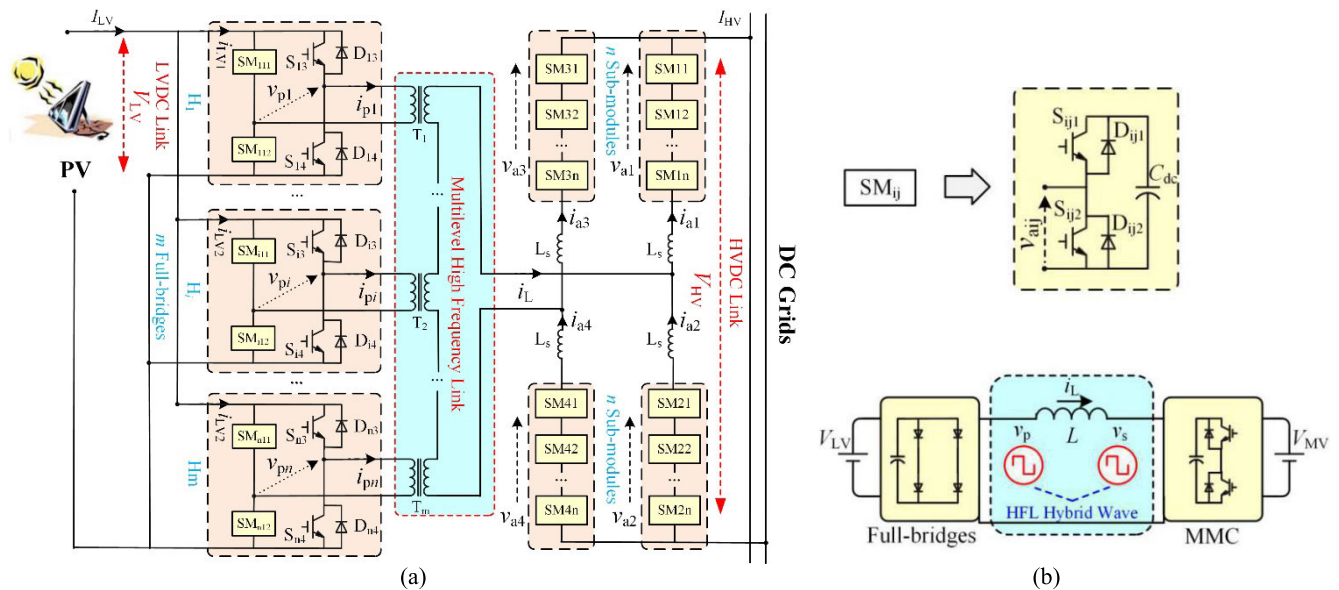 I_LV
PV
LVDC Link
V_LV
H_1
i_LV1
SM_111
SM_112
S_13
D_13
S_14
D_14
v_p1
i_p1
T_1
...
m Full-bridges
H_i
i_LV2
SM_i11
SM_i12
S_i3
D_i3
S_i4
D_i4
v_pi
i_pi
T_2
...
Hm
i_LV2
SM_n11
SM_n12
S_n3
D_n3
S_n4
D_n4
v_pn
i_pn
T_m
Multilevel High Frequency Link
i_L
SM31
SM32
...
SM3n
v_a3
n Sub-modules
SM11
SM12
...
SM1n
v_a1
i_a3
i_a1
L_s
L_s
i_a4
i_a2
L_s
L_s
SM41
SM42
...
SM4n
v_a4
n Sub-modules
SM21
SM22
...
SM2n
v_a2
I_HV
V_HV
HVDC Link
DC Grids
(a)
SM_ij
S_ij1
D_ij1
C_dc
S_ij2
D_ij2
v_aij
V_LV
i_L
L
v_p
v_s
HFL Hybrid Wave
V_MV
Full-bridges
MMC
(b)